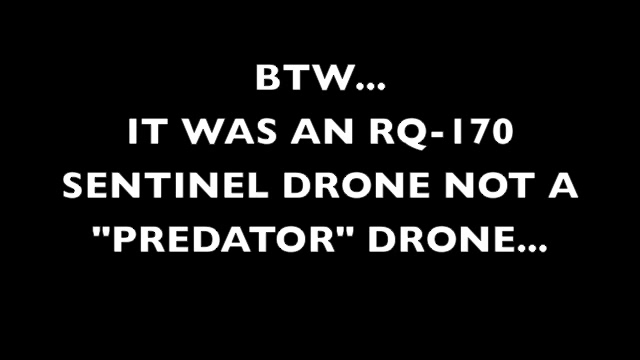 BTW...
IT WAS AN RQ-170
SENTINEL DRONE NOT A
"PREDATOR" DRONE...